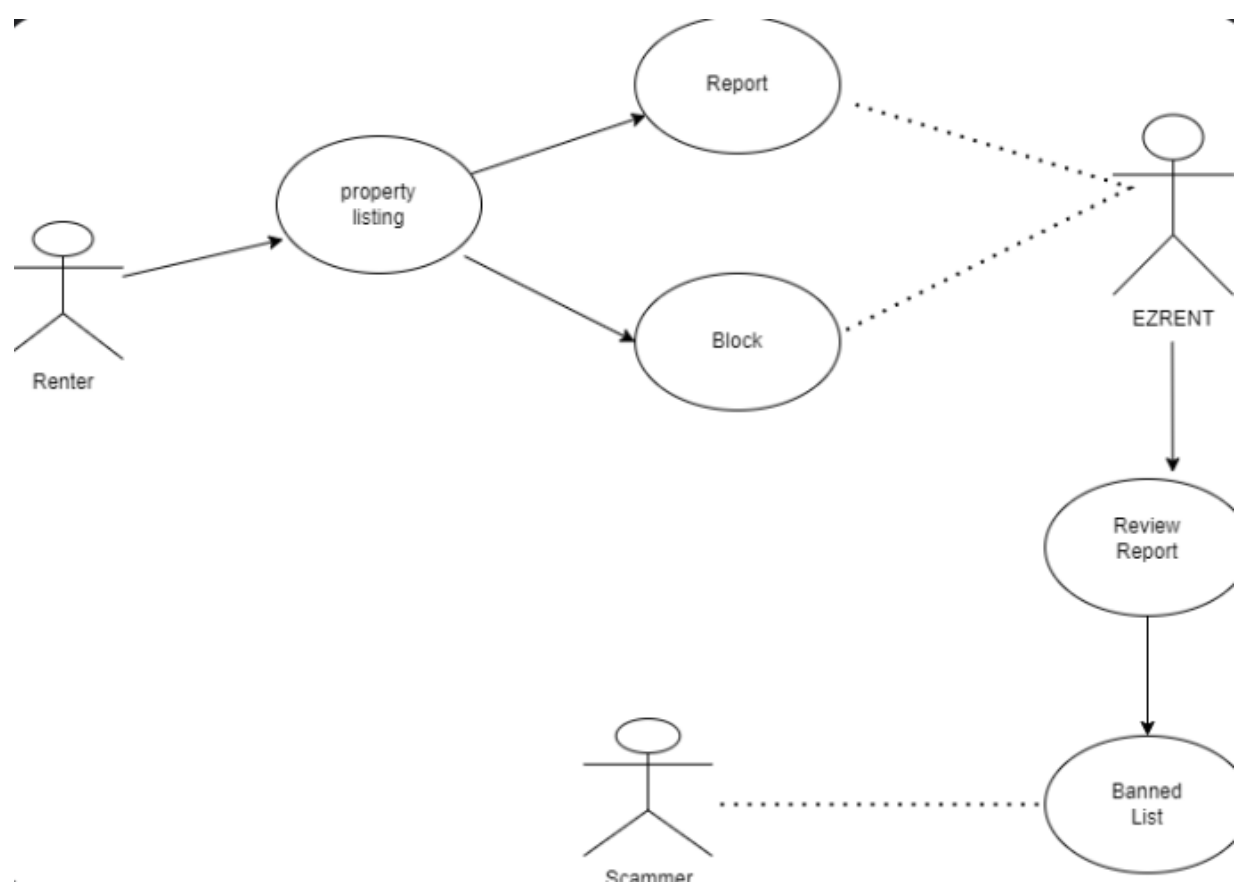 Report
property
listing
Block
EZRENT
Renter
Review
Report
Banned
List
Scammer